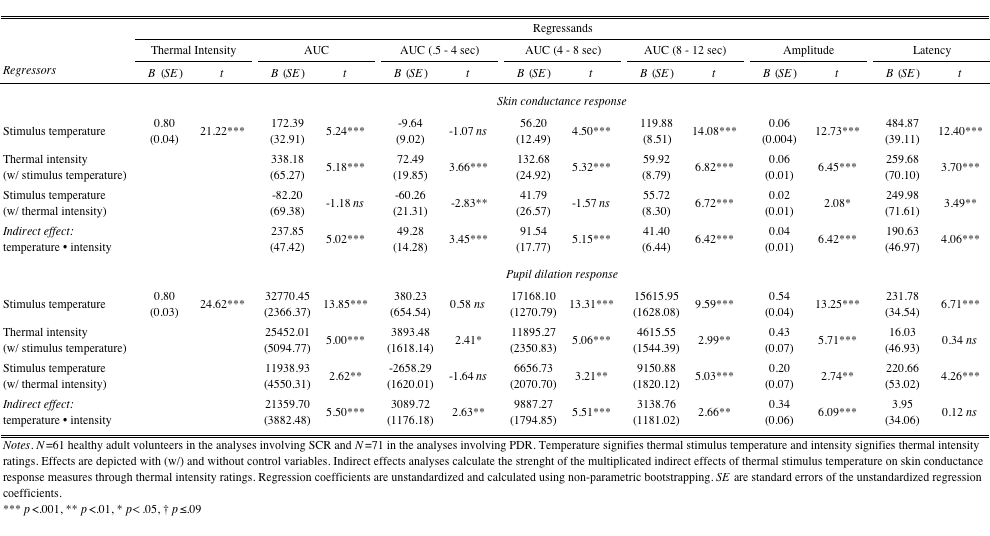 Regressands
Thermal Intensity AUC AUC (.5 - 4 sec) AUC (4 - 8 sec) AUC (8 - 12 sec) Amplitude Latency
Regressors B (SE) t B (SE) t B (SE) t B (SE) t B (SE) t B (SE) t B (SE) t
Skin conductance response
Stimulus temperature 0.80 (0.04) 21.22*** 172.39 (32.91) 5.24*** -9.64 (9.02) -1.07 ns 56.20 (12.49) 4.50*** 119.88 (8.51) 14.08*** 0.06 (0.004) 12.73*** 484.87 (39.11) 12.40***
Thermal intensity (w/ stimulus temperature) 338.18 (65.27) 5.18*** 72.49 (19.85) 3.66*** 132.68 (24.92) 5.32*** 59.92 (8.79) 6.82*** 0.06 (0.01) 6.45*** 259.68 (70.10) 3.70***
Stimulus temperature (w/ thermal intensity) -82.20 (69.38) -1.18 ns -60.26 (21.31) -2.83** 41.79 (26.57) -1.57 ns 55.72 (8.30) 6.72*** 0.02 (0.01) 2.08* 249.98 (71.61) 3.49**
Indirect effect: temperature • intensity 237.85 (47.42) 5.02*** 49.28 (14.28) 3.45*** 91.54 (17.77) 5.15*** 41.40 (6.44) 6.42*** 0.04 (0.01) 6.42*** 190.63 (46.97) 4.06***
Pupil dilation response
Stimulus temperature 0.80 (0.03) 24.62*** 32770.45 (2366.37) 13.85*** 380.23 (654.54) 0.58 ns 17168.10 (1270.79) 13.31*** 15615.95 (1628.08) 9.59*** 0.54 (0.04) 13.25*** 231.78 (34.54) 6.71***
Thermal intensity (w/ stimulus temperature) 25452.01 (5094.77) 5.00*** 3893.48 (1618.14) 2.41* 11895.27 (2350.83) 5.06*** 4615.55 (1544.39) 2.99** 0.43 (0.07) 5.71*** 16.03 (46.93) 0.34 ns
Stimulus temperature (w/ thermal intensity) 11938.93 (4550.31) 2.62** -2658.29 (1620.01) -1.64 ns 6656.73 (2070.70) 3.21** 9150.88 (1820.12) 5.03*** 0.20 (0.07) 2.74** 220.66 (53.02) 4.26***
Indirect effect: temperature • intensity 21359.70 (3882.48) 5.50*** 3089.72 (1176.18) 2.63** 9887.27 (1794.85) 5.51*** 3138.76 (1181.02) 2.66** 0.34 (0.06) 6.09*** 3.95 (34.06) 0.12 ns
Notes. N=61 healthy adult volunteers in the analyses involving SCR and N=71 in the analyses involving PDR. Temperature signifies thermal stimulus temperature and intensity signifies thermal intensity
ratings. Effects are depicted with (w/) and without control variables. Indirect effects analyses calculate the strenght of the multiplicated indirect effects of thermal stimulus temperature on skin conductance
response measures through thermal intensity ratings. Regression coefficients are unstandardized and calculated using non-parametric bootstrapping. SE are standard errors of the unstandardized regression
coefficients.
*** p<.001, ** p<.01, * p< .05, † p≤.09